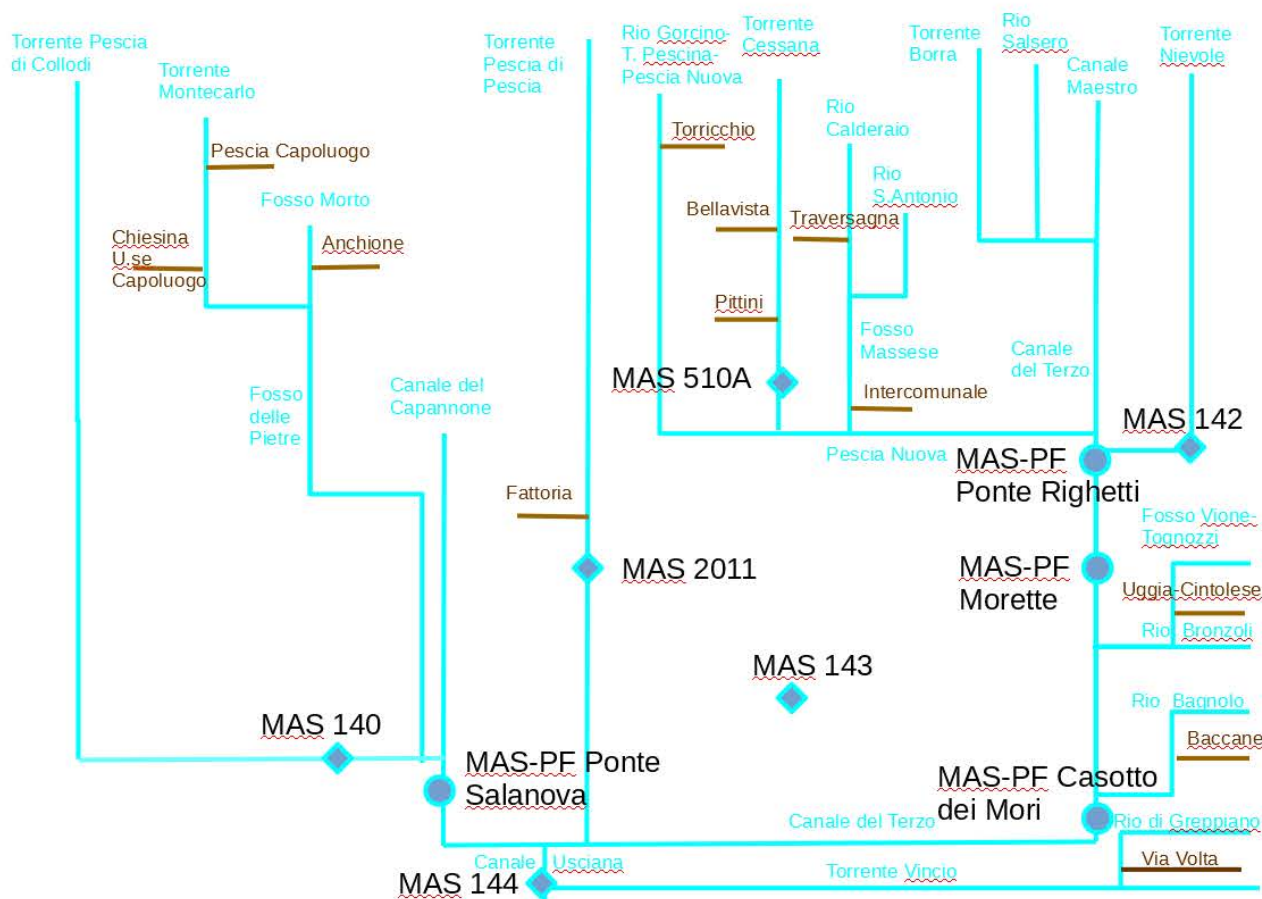 Torrente Pescia
di Collodi
Torrente
Montecarlo
Pescia Capoluogo
Fosso Morto
Chiesina
U.se
Capoluogo
Anchione
Fosso
delle
Pietre
Canale del
Capannone
Torrente
Pescia di
Pescia
Fattoria
Rio Gorcino-
T. Pescina-
Pescia Nuova
Torrente
Cessana
Torricchio
Rio
Calderaio
Rio
S.Antonio
Bellavista
Traversagna
Pittini
Fosso
Massese
MAS 510A
Intercomunale
Pescia Nuova
Torrente
Borra
Rio
Salsero
Canale
Maestro
Torrente
Nievole
Canale
del Terzo
MAS 142
MAS-PF
Ponte Righetti
Fosso Vione-
Tognozzi
MAS 2011
MAS-PF
Morette
Uggia-Cintolese
Rio Bronzoli
MAS 143
Rio Bagnolo
Baccane
MAS 140
MAS-PF Ponte
Salanova
MAS-PF Casotto
dei Mori
Canale del Terzo
Rio di Greppiano
Canale Usciana
Via Volta
MAS 144
Torrente Vincio